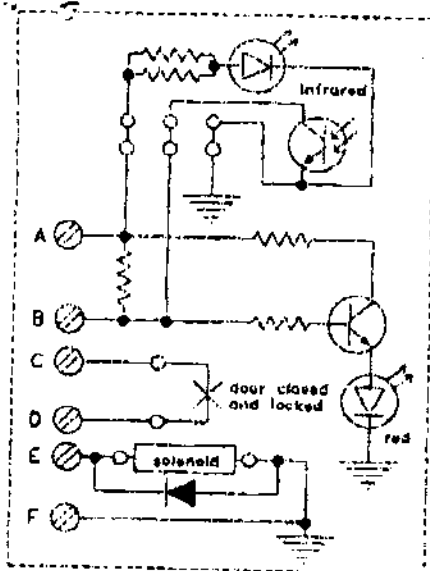 infrared
A
B
C
door closed
and locked
D
red
E
solenoid
F